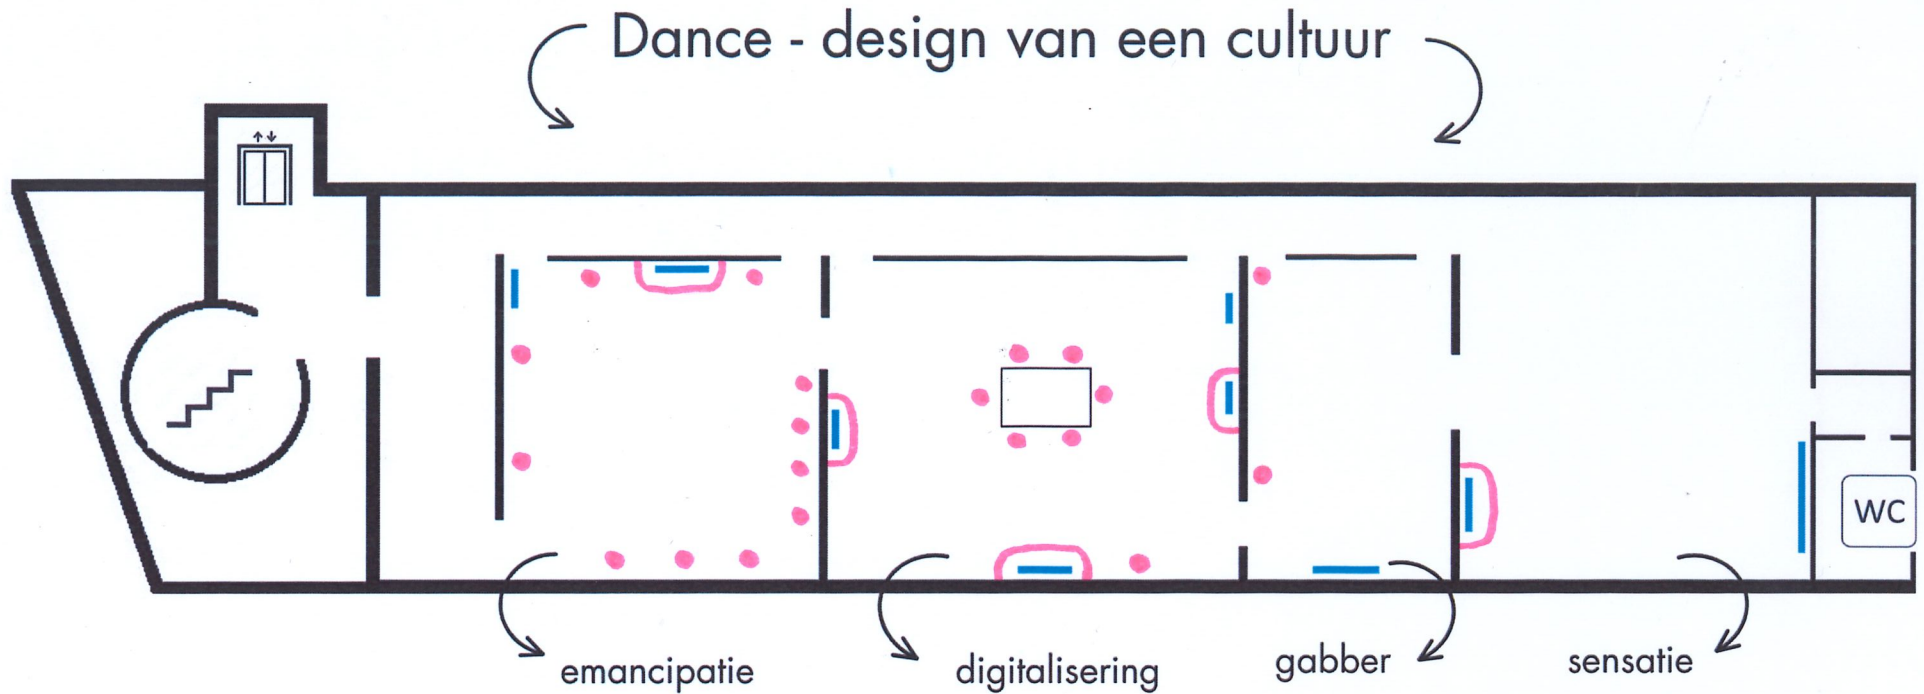 Dance - design van een cultuur
WC
emancipatie
digitalisering
gabber
sensatie